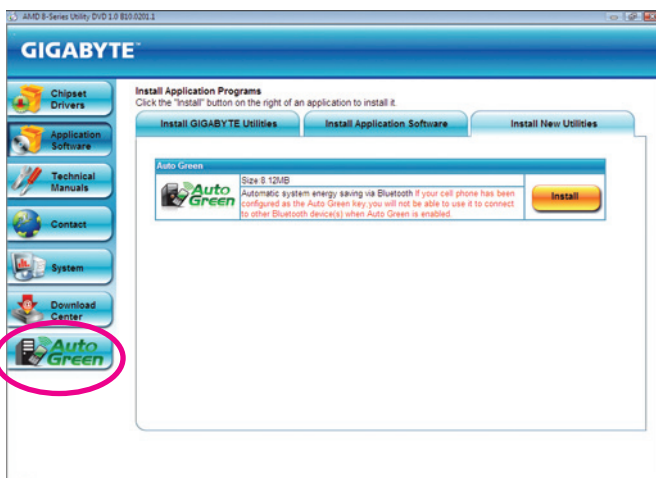 AMD 8-Series Utility DVD 1.0 B10.0201.1
GIGABYTE™
Chipset
Drivers
Application
Software
Technical
Manuals
Contact
System
Download
Center
Auto
Green
Install Application Programs
Click the "Install" button on the right of an application to install it.
Install GIGABYTE Utilities
Install Application Software
Install New Utilities
Auto Green
Auto
Green
Size:8.12MB
Automatic system energy saving via Bluetooth If your cell phone has been
configured as the Auto Green key,you will not be able to use it to connect
to other Bluetooth device(s) when Auto Green is enabled.
Install